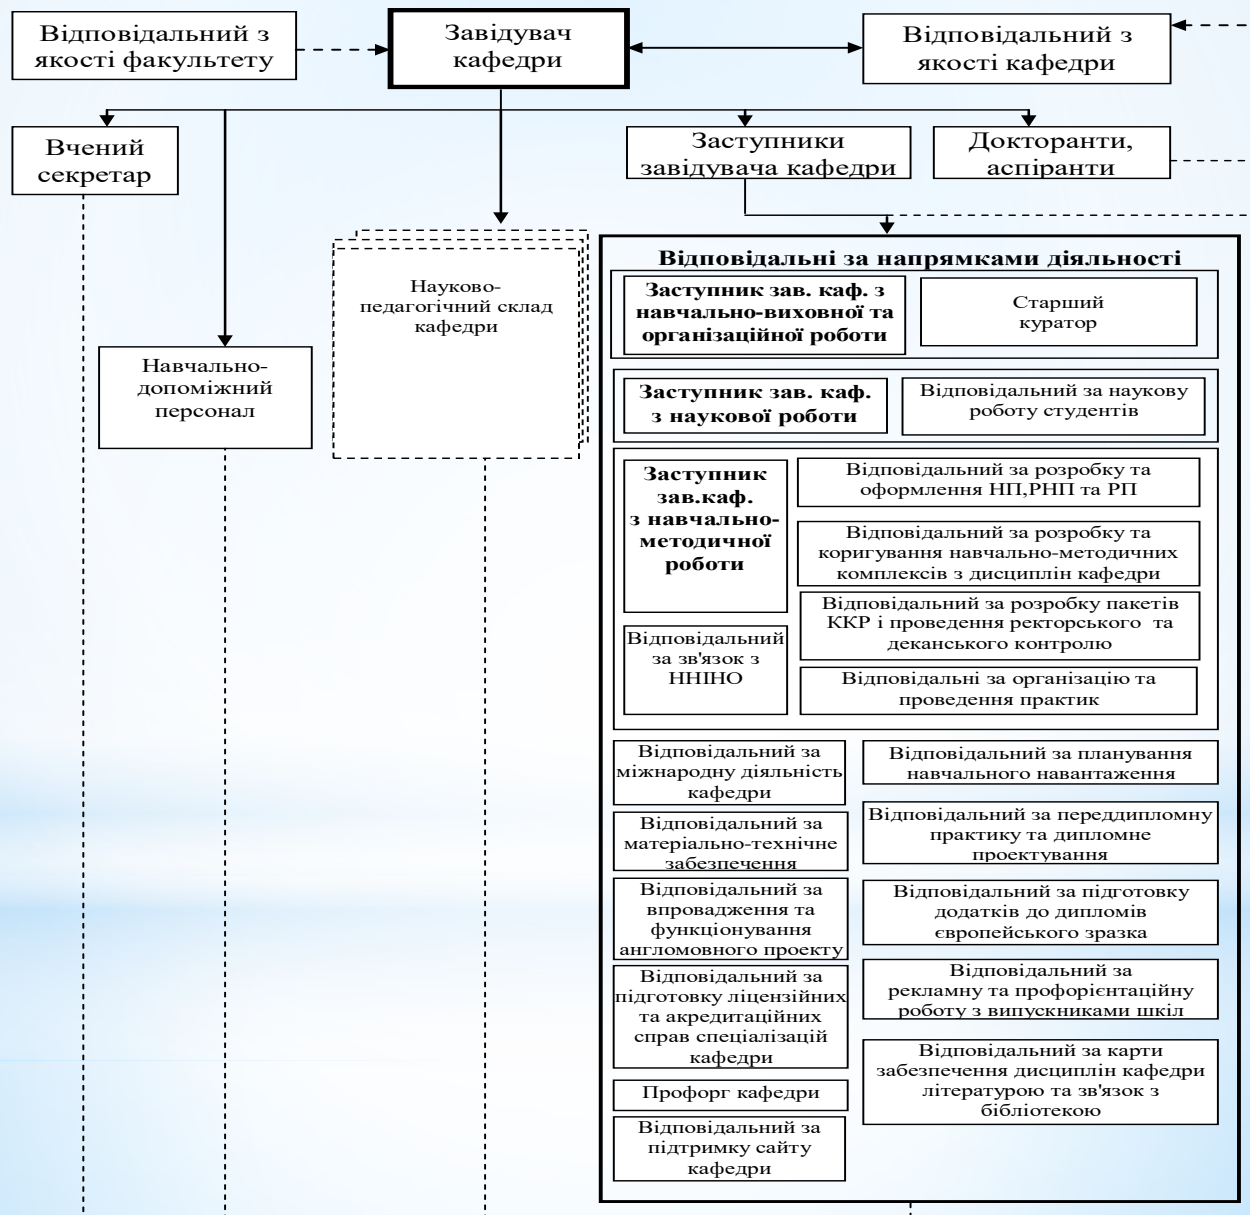 Відповідальний з
якості факультету
Завідувач
кафедри
Відповідальний з
якості кафедри
Вчений
секретар
Заступники
завідувача кафедри
Докторанти,
аспіранти
Науково-
педагогічний склад
кафедри
Навчально-
допоміжний
персонал
Відповідальні за напрямками діяльності
Заступник зав. каф. з
навчально-виховної та
організаційної роботи
Старший
куратор
Заступник зав. каф.
з наукової роботи
Відповідальний за наукову
роботу студентів
Заступник
зав.каф.
з навчально-
методичної
роботи
Відповідальний за розробку та
оформлення НП,РНП та РП
Відповідальний за розробку та
коригування навчально-методичних
комплексів з дисциплін кафедри
Відповідальний за розробку пакетів
ККР і проведення ректорського та
деканського контролю
Відповідальний
за зв'язок з
ННІНО
Відповідальні за організацію та
проведення практик
Відповідальний за
міжнародну діяльність
кафедри
Відповідальний за планування
навчального навантаження
Відповідальний за
матеріально-технічне
забезпечення
Відповідальний за переддипломну
практику та дипломне
проектування
Відповідальний за
впровадження та
функціонування
англомовного проекту
Відповідальний за підготовку
додатків до дипломів
європейського зразка
Відповідальний за
підготовку ліцензійних
та акредитаційних
справ спеціалізацій
кафедри
Відповідальний за
рекламну та профорієнтаційну
роботу з випускниками шкіл
Відповідальний за карти
забезпечення дисциплін кафедри
літературою та зв'язок з
бібліотекою
Профорг кафедри
Відповідальний за
підтримку сайту
кафедри